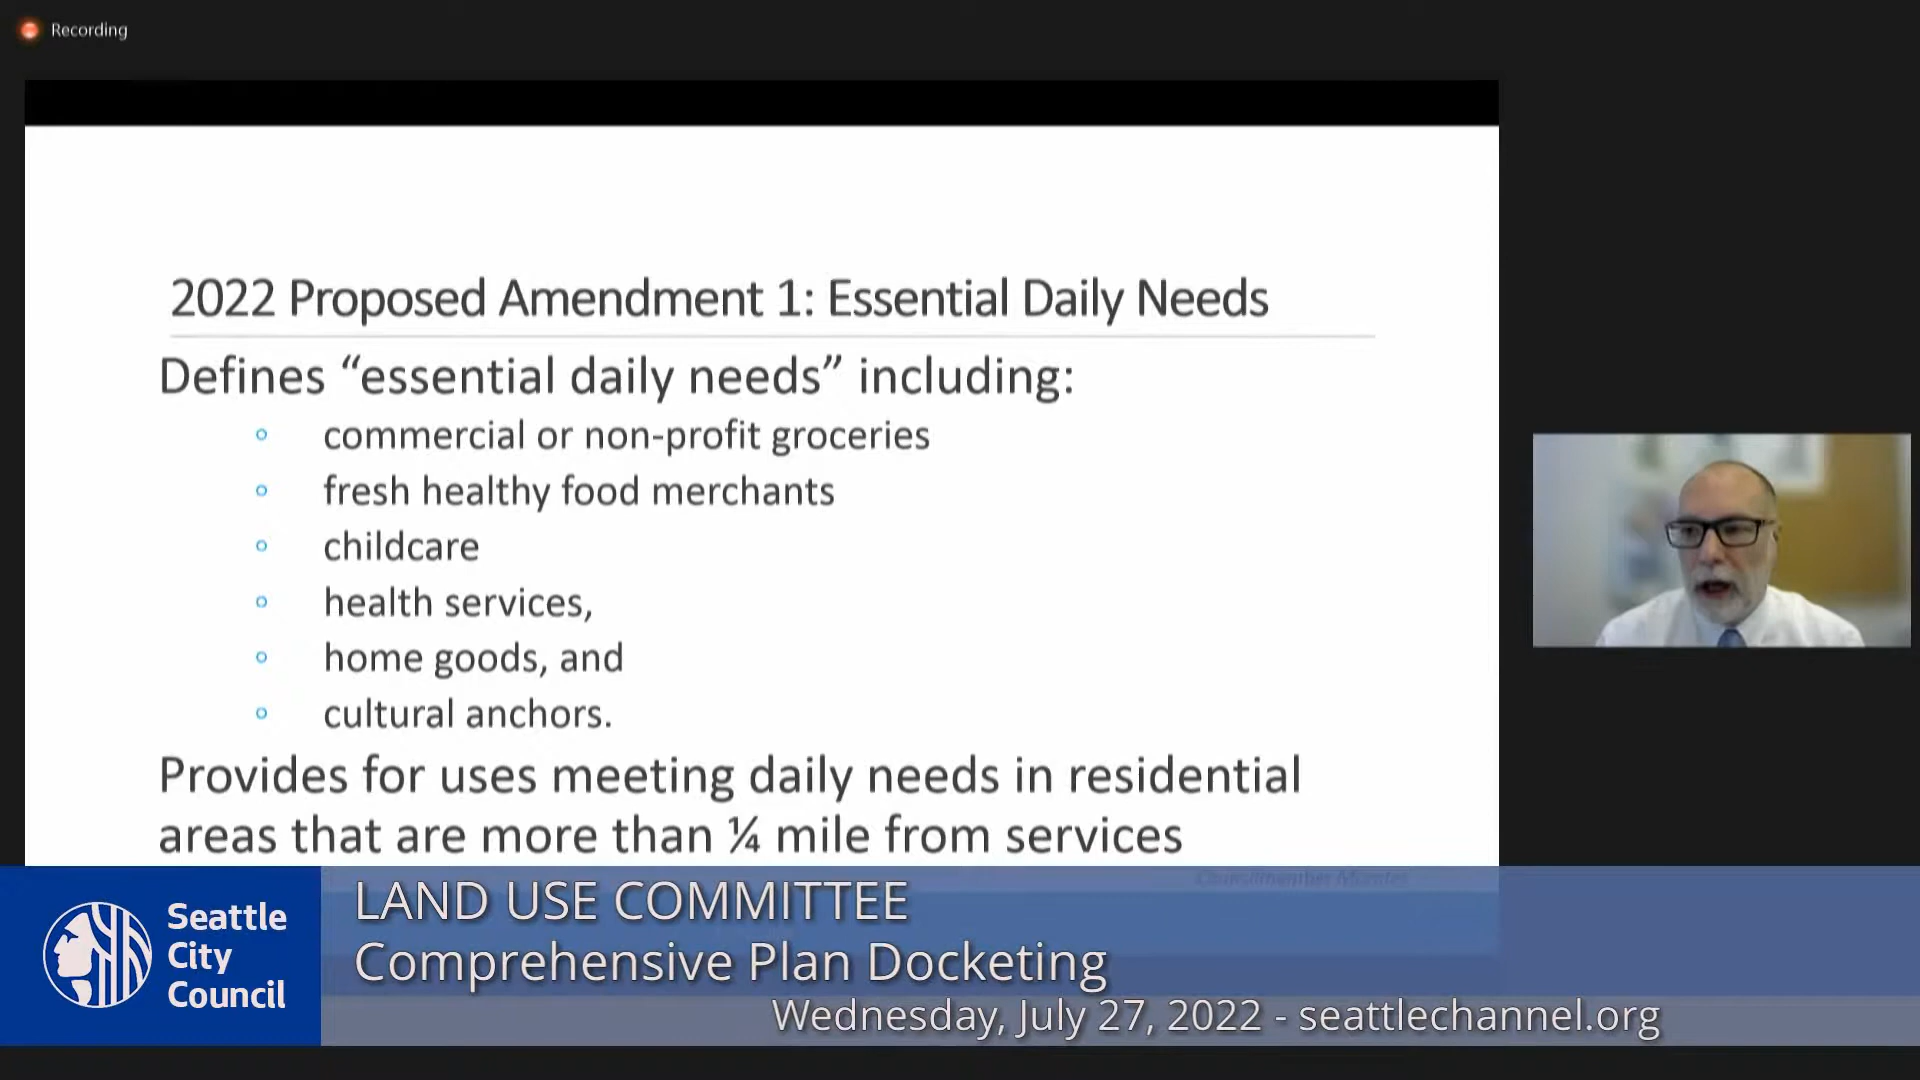 Recording
2022 Proposed Amendment 1: Essential Daily Needs
Defines “essential daily needs” including:
commercial or non-profit groceries
fresh healthy food merchants
childcare
health services,
home goods, and
cultural anchors.
Provides for uses meeting daily needs in residential
areas that are more than ¼ mile from services
Seattle
City
Council
LAND USE COMMITTEE
Comprehensive Plan Docketing
Wednesday, July 27, 2022 - seattlechannel.org